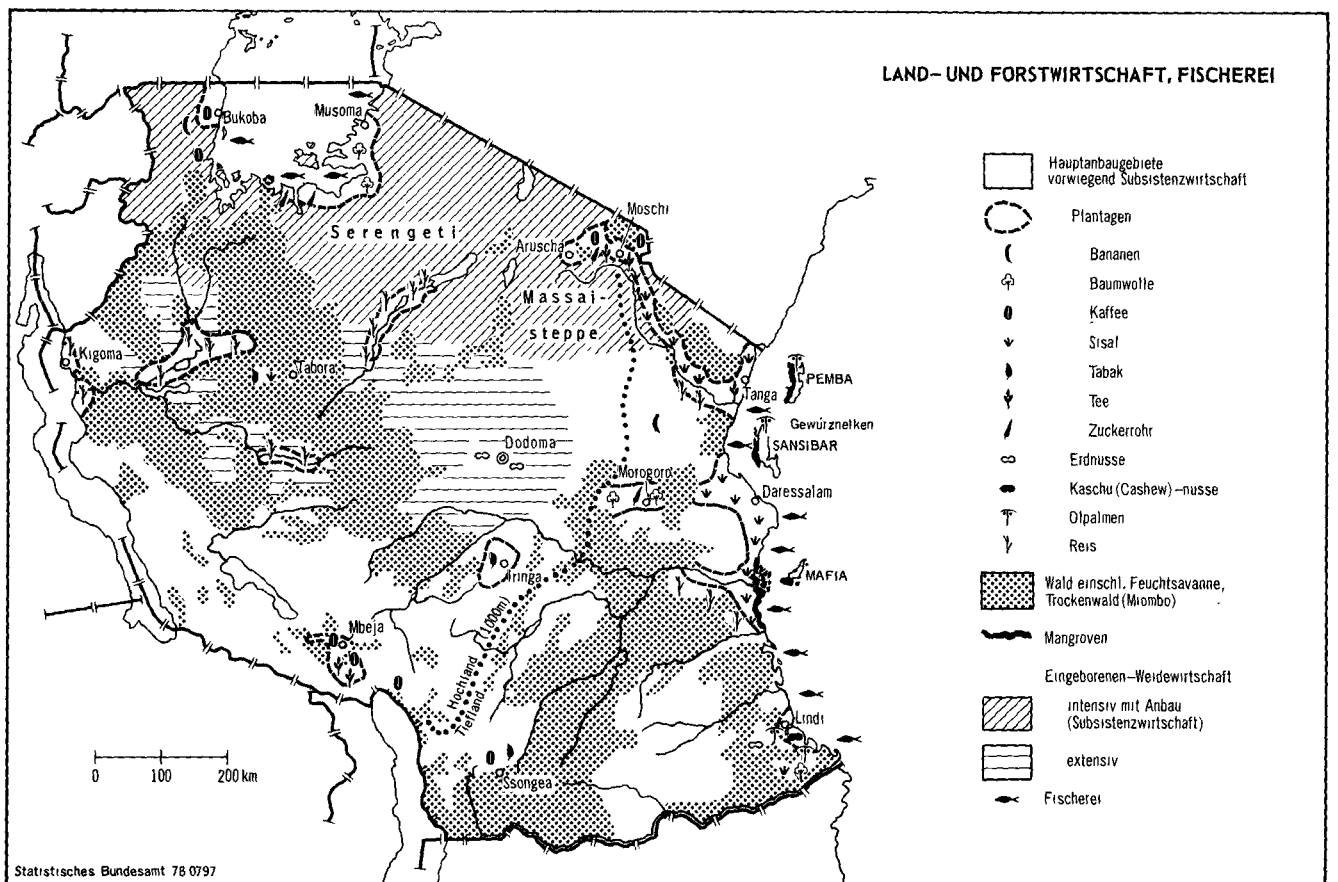 LAND- UND FORSTWIRTSCHAFT, FISCHEREI
Hauptanbaugebiete
vorwiegend Subsistenzwirtschaft
Plantagen
Bananen
Baumwolle
Kaffee
Sisal
Tabak
Tee
Zuckerrohr
Erdnusse
Kaschu (Cashew) -nusse
Olpalmen
Reis
Wald einschl. Feuchtsavanne,
Trockenwald (Miombo)
Mangroven
Eingeborenen-Weidewirtschaft
intensiv mit Anbau
(Subsistenzwirtschaft)
extensiv
Fischerei
Bukoba
Musoma
Serengeti
Moschi
Aruscha
Massai-
steppe
Kigoma
Tabora
Tanga
PEMBA
Gewürznelken
SANSIBAR
Dodoma
Morogoro
Daressalam
MAFIA
Iringa
Mbeja
Hochland (1000m)
Tiefland
Lindi
Ssongea
0 100 200 km
Statistisches Bundesamt 78 0797